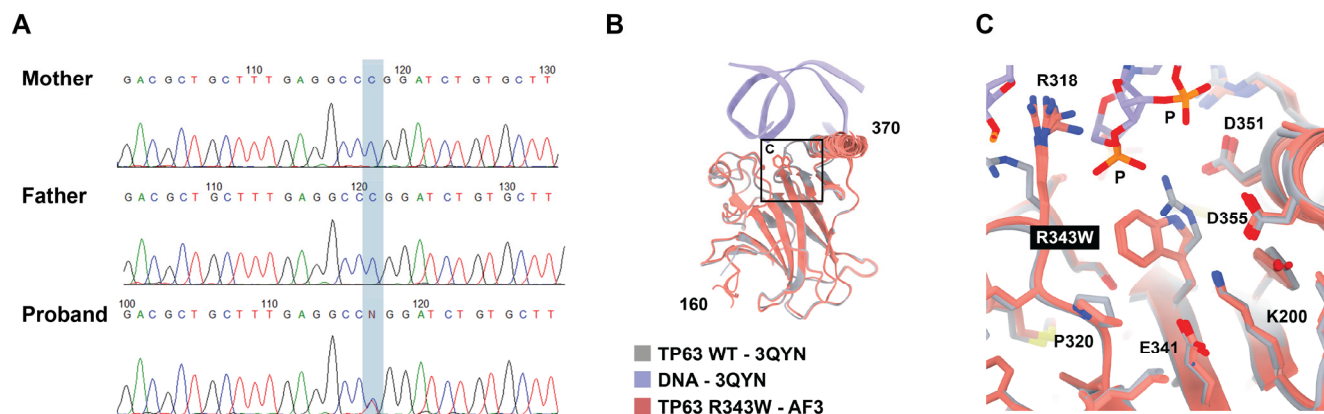 A
Mother
110 120 130
G A C G C T G C T T T G A G G C C C G G A T C T G T G C T T
Father
110 120 130
G A C G C T G C T T T G A G G C C C G G A T C T G T G C T T
Proband
100 110 120
G A C G C T G C T T T G A G G C C N G G A T C T G T G C T T
B
370
C
160
TP63 WT - 3QYN
DNA - 3QYN
TP63 R343W - AF3
C
R318
P
D351
P
D355
R343W
K200
P320
E341